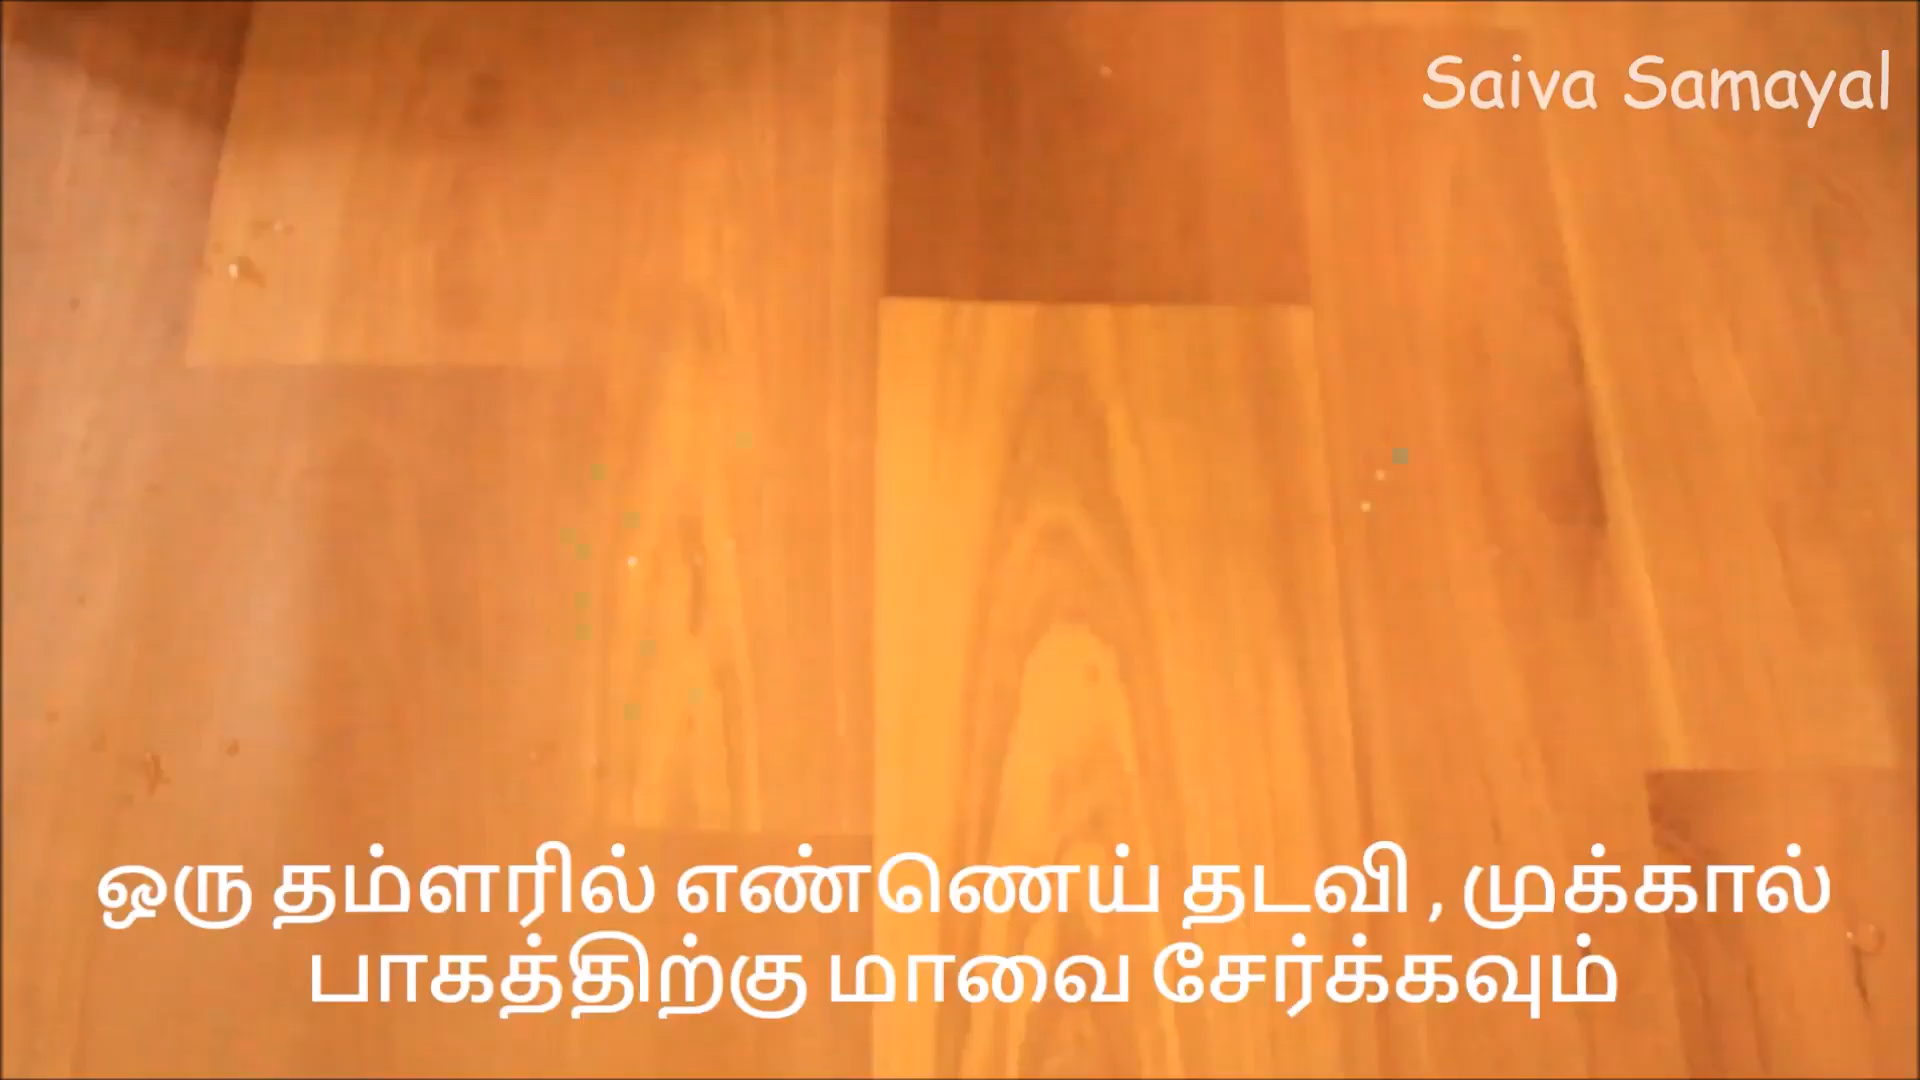 Saiva Samayal
ஒரு தம்ளரில் எண்ணெய் தடவி , முக்கால்
பாகத்திற்கு மாவை சேர்க்கவும்